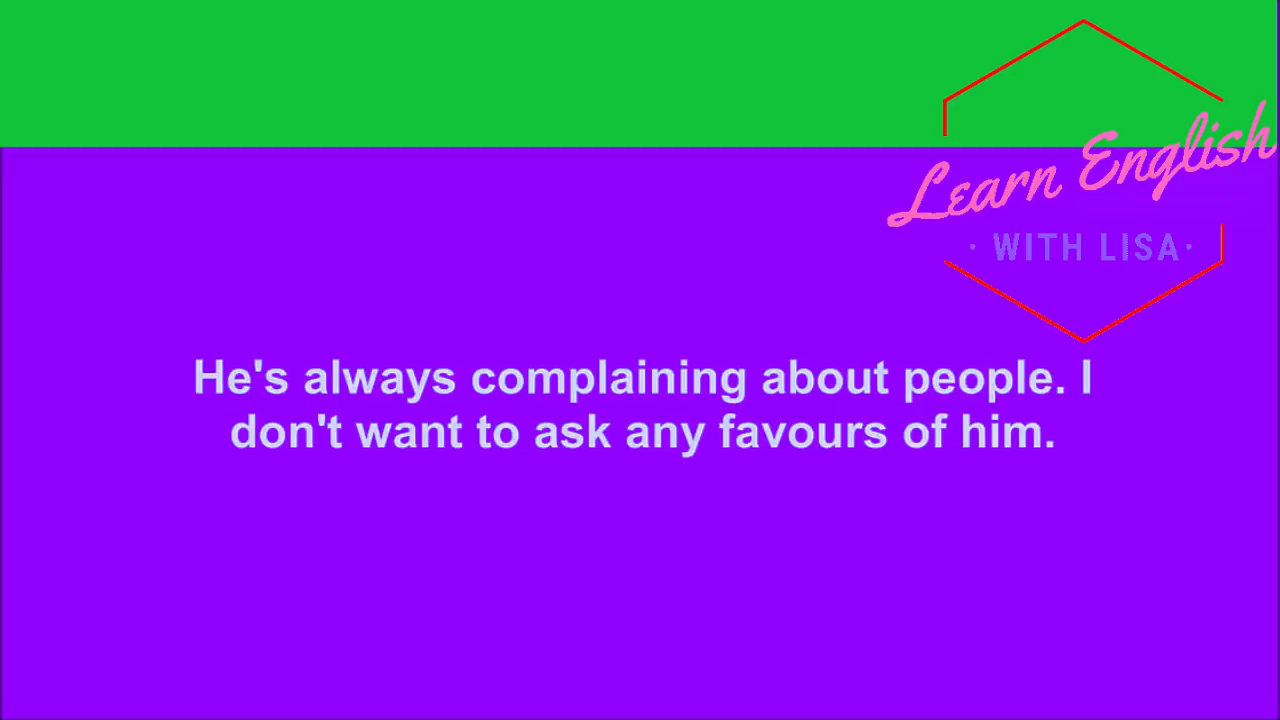 Learn English
· WITH LISA·
He's always complaining about people. I
don't want to ask any favours of him.